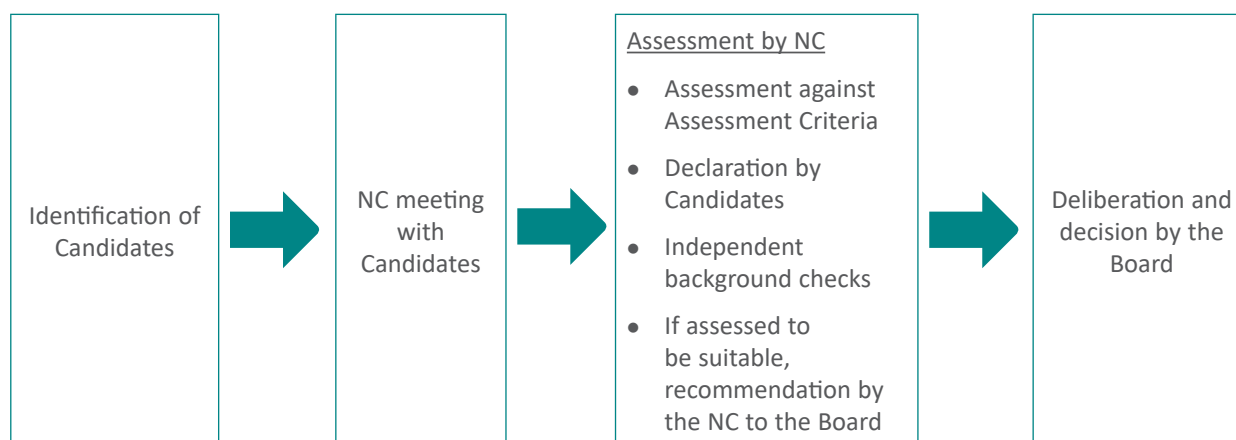 Identification of
Candidates
NC meeting
with
Candidates
Assessment by NC
● Assessment against
Assessment Criteria
● Declaration by
Candidates
● Independent
background checks
● If assessed to
be suitable,
recommendation by
the NC to the Board
Deliberation and
decision by the
Board